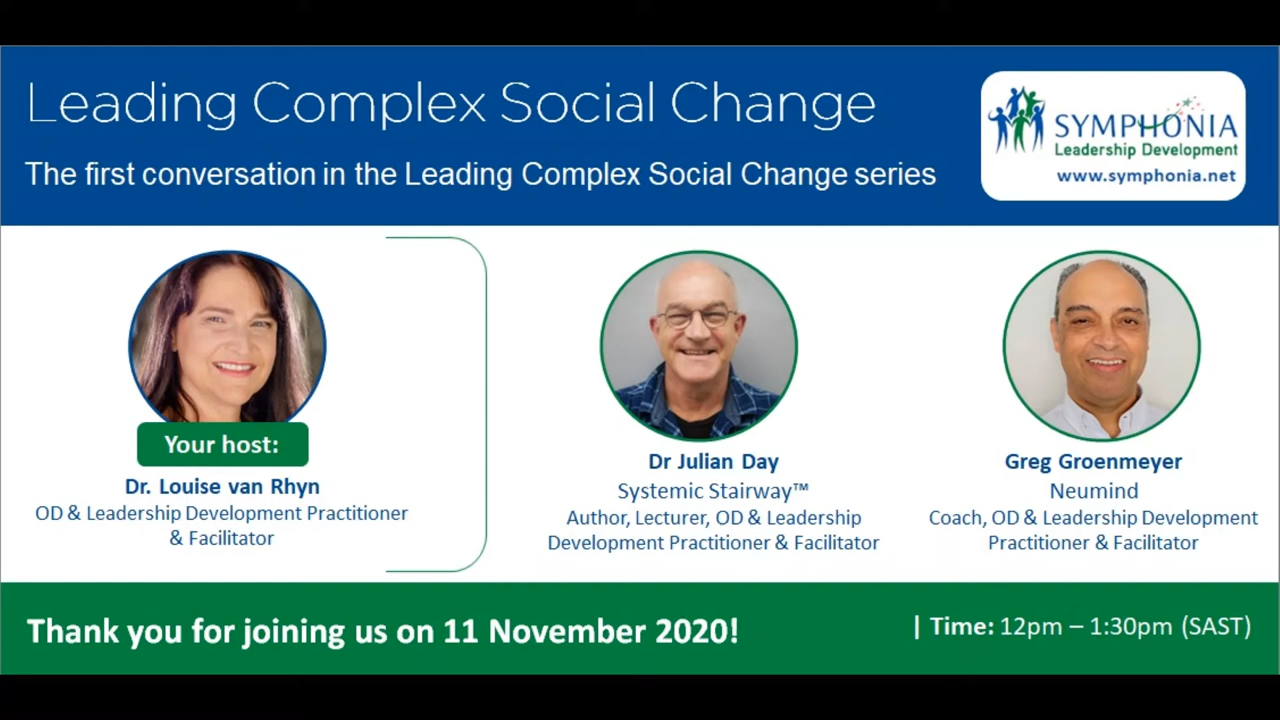 Leading Complex Social Change
The first conversation in the Leading Complex Social Change series
SYMPHONIA
Leadership Development
www.symphonia.net
Your host:
Dr. Louise van Rhyn
OD & Leadership Development Practitioner
& Facilitator
Dr Julian Day
Systemic Stairway™
Author, Lecturer, OD & Leadership
Development Practitioner & Facilitator
Greg Groenmeyer
Neumind
Coach, OD & Leadership Development
Practitioner & Facilitator
Thank you for joining us on 11 November 2020!
| Time: 12pm – 1:30pm (SAST)